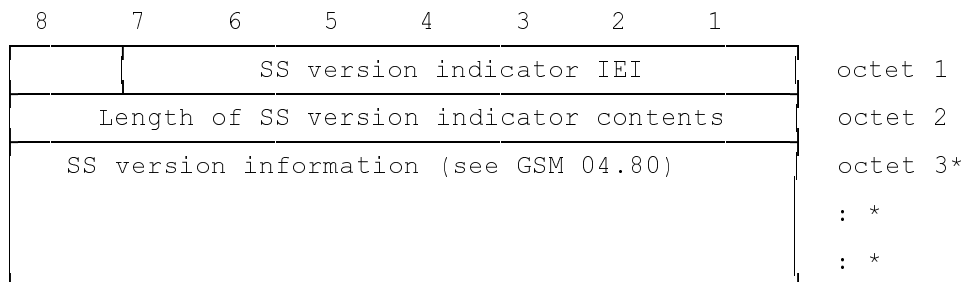 8 7 6 5 4 3 2 1
SS version indicator IEI octet 1
Length of SS version indicator contents octet 2
SS version information (see GSM 04.80) octet 3*
: *
: *